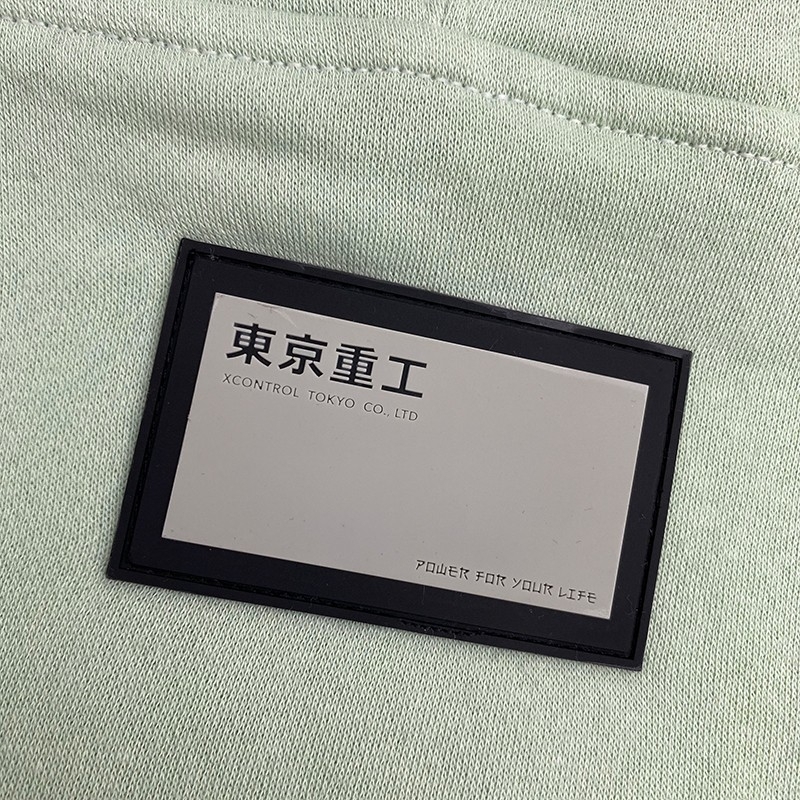 東京重工
XCONTROL TOKYO CO., LTD
POWER FOR YOUR LIFE